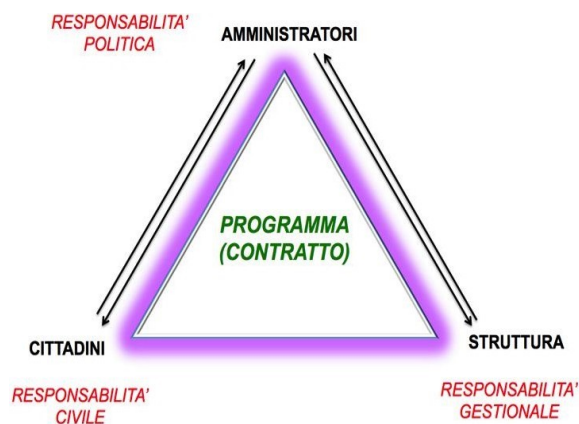 RESPONSABILITA'
POLITICA
AMMINISTRATORI
PROGRAMMA
(CONTRATTO)
CITTADINI
STRUTTURA
RESPONSABILITA'
CIVILE
RESPONSABILITA'
GESTIONALE